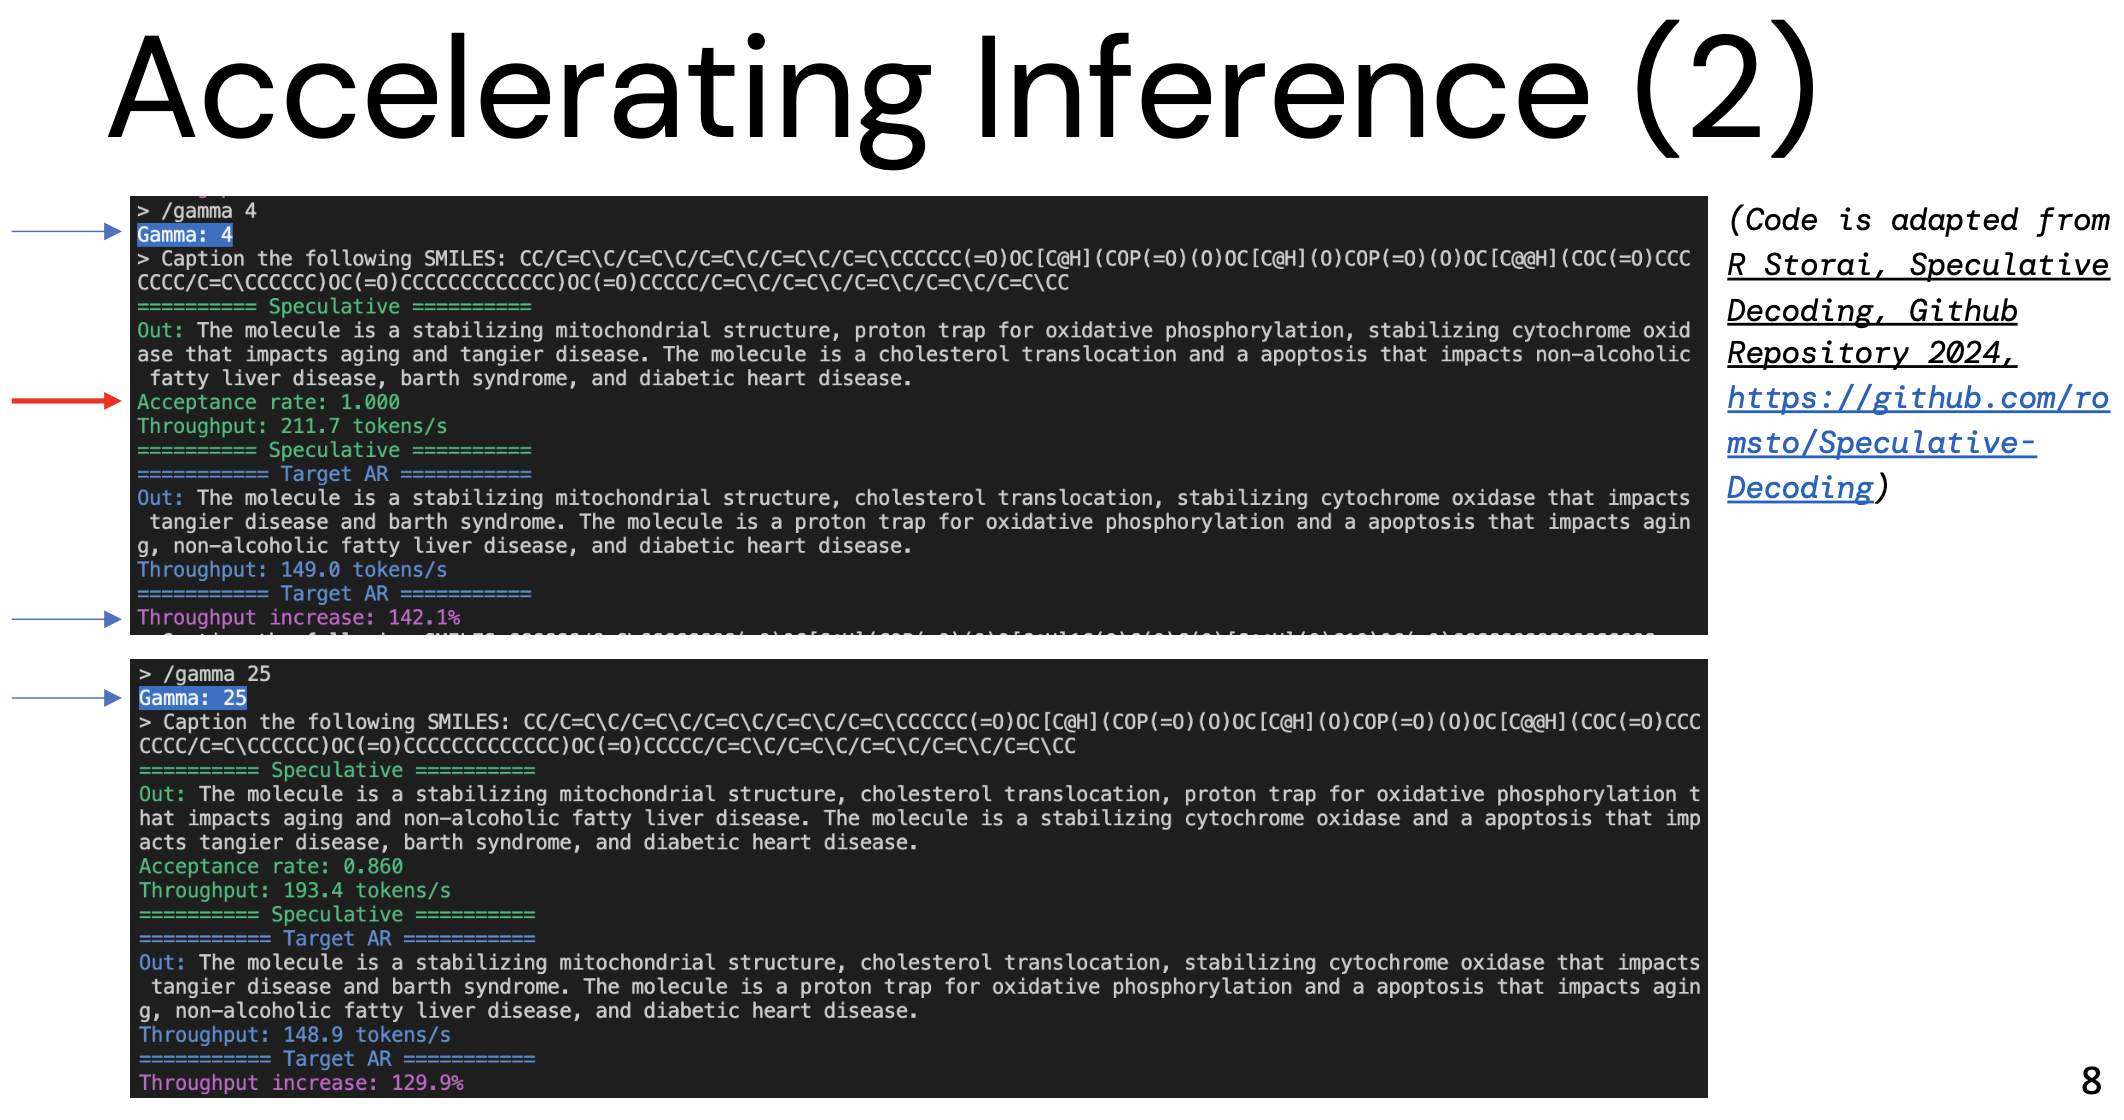 Accelerating Inference (2)
> /gamma 4
Gamma: 4
> Caption the following SMILES: CC/C=C\C/C=C\C/C=C\C/C=C\C/C=C\CCCCCC(=O)OC[C@H](COP(=O)(O)OC[C@H](O)COP(=O)(O)OC[C@@H](COC(=O)CCC
CCCC/C=C\CCCCCC)OC(=O)CCCCCCCCCCCCC)OC(=O)CCCCC/C=C\C/C=C\C/C=C\C/C=C\C/C=C\CC
========== Speculative ==========
Out: The molecule is a stabilizing mitochondrial structure, proton trap for oxidative phosphorylation, stabilizing cytochrome oxid
ase that impacts aging and tangier disease. The molecule is a cholesterol translocation and a apoptosis that impacts non-alcoholic
fatty liver disease, barth syndrome, and diabetic heart disease.
Acceptance rate: 1.000
Throughput: 211.7 tokens/s
========== Speculative ==========
=========== Target AR ===========
Out: The molecule is a stabilizing mitochondrial structure, cholesterol translocation, stabilizing cytochrome oxidase that impacts
tangier disease and barth syndrome. The molecule is a proton trap for oxidative phosphorylation and a apoptosis that impacts agin
g, non-alcoholic fatty liver disease, and diabetic heart disease.
Throughput: 149.0 tokens/s
=========== Target AR ===========
Throughput increase: 142.1%
> /gamma 25
Gamma: 25
> Caption the following SMILES: CC/C=C\C/C=C\C/C=C\C/C=C\C/C=C\CCCCCC(=O)OC[C@H](COP(=O)(O)OC[C@H](O)COP(=O)(O)OC[C@@H](COC(=O)CCC
CCCC/C=C\CCCCCC)OC(=O)CCCCCCCCCCCCC)OC(=O)CCCCC/C=C\C/C=C\C/C=C\C/C=C\C/C=C\CC
========== Speculative ==========
Out: The molecule is a stabilizing mitochondrial structure, cholesterol translocation, proton trap for oxidative phosphorylation t
hat impacts aging and non-alcoholic fatty liver disease. The molecule is a stabilizing cytochrome oxidase and a apoptosis that imp
acts tangier disease, barth syndrome, and diabetic heart disease.
Acceptance rate: 0.860
Throughput: 193.4 tokens/s
========== Speculative ==========
=========== Target AR ===========
Out: The molecule is a stabilizing mitochondrial structure, cholesterol translocation, stabilizing cytochrome oxidase that impacts
tangier disease and barth syndrome. The molecule is a proton trap for oxidative phosphorylation and a apoptosis that impacts agin
g, non-alcoholic fatty liver disease, and diabetic heart disease.
Throughput: 148.9 tokens/s
=========== Target AR ===========
Throughput increase: 129.9%
(Code is adapted from
R Storai, Speculative
Decoding, Github
Repository 2024,
https://github.com/ro
msto/Speculative-
Decoding)
8